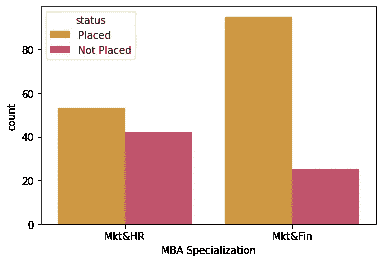 status
Placed
Not Placed
80
60
40
20
0
count
Mkt&HR
Mkt&Fin
MBA Specialization